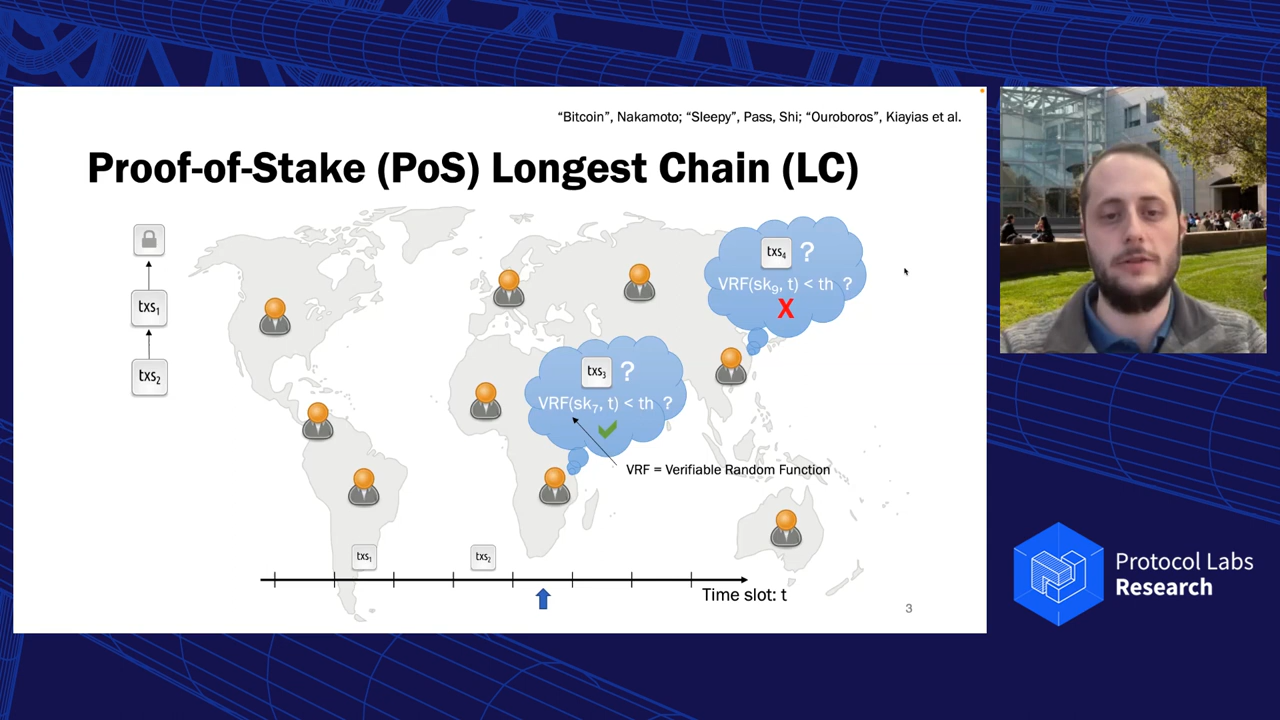 “Bitcoin”, Nakamoto; “Sleepy”, Pass, Shi; “Ouroboros”, Kiayias et al.
Proof-of-Stake (PoS) Longest Chain (LC)
txs₁
txs₂
txs₄ ?
VRF(sk₉, t) < th ?
X
txs₃ ?
VRF(sk₇, t) < th ?
VRF = Verifiable Random Function
txs₁
txs₂
Time slot: t
3
Protocol Labs
Research